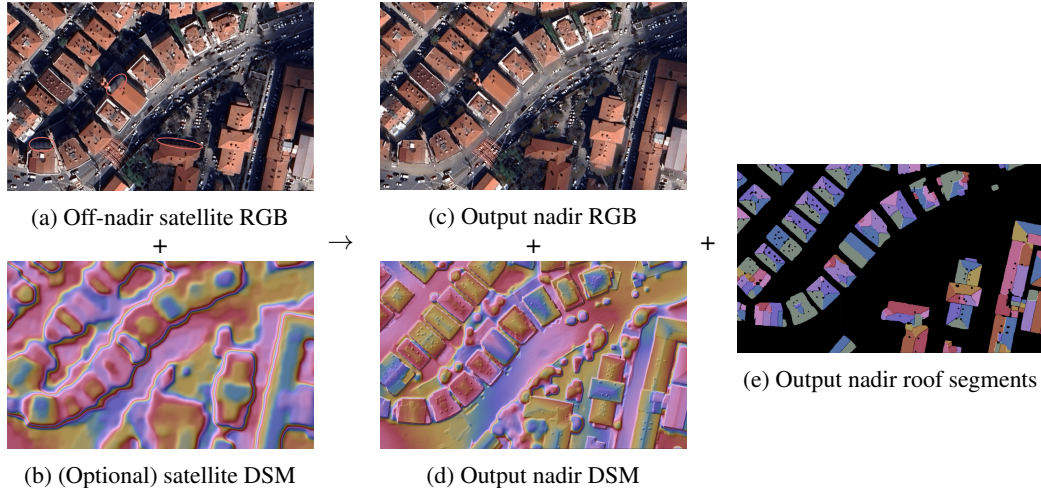 (a) Off-nadir satellite RGB
+
(b) (Optional) satellite DSM
→
(c) Output nadir RGB
+
(d) Output nadir DSM
+
(e) Output nadir roof segments